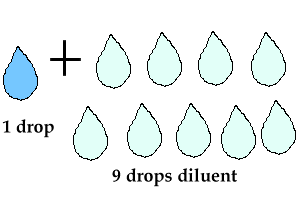 +
1 drop
9 drops diluent